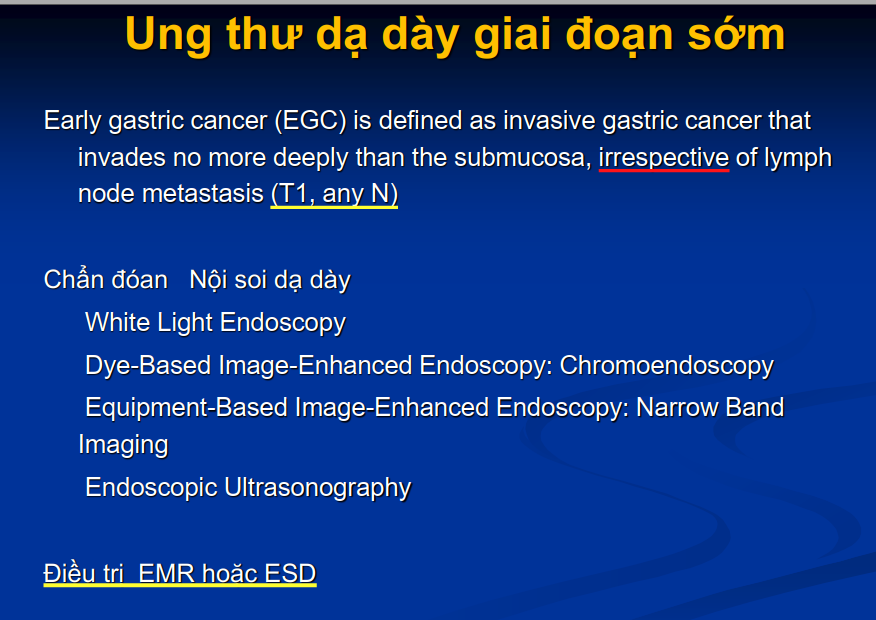 Ung thư dạ dày giai đoạn sớm
Early gastric cancer (EGC) is defined as invasive gastric cancer that
invades no more deeply than the submucosa, irrespective of lymph
node metastasis (T1, any N)
Chẩn đóan Nội soi dạ dày
White Light Endoscopy
Dye-Based Image-Enhanced Endoscopy: Chromoendoscopy
Equipment-Based Image-Enhanced Endoscopy: Narrow Band
Imaging
Endoscopic Ultrasonography
Điều trị EMR hoặc ESD